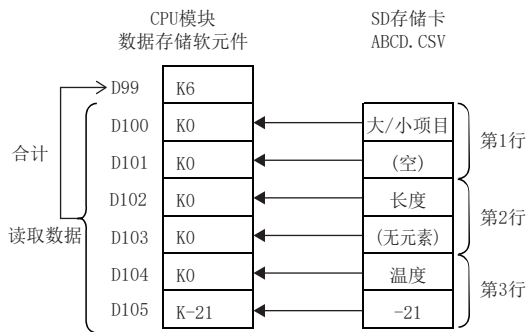 CPU模块
数据存储软元件
SD存储卡
ABCD.CSV
D99 K6
D100 K0 大/小项目
D101 K0 (空)
D102 K0 长度
D103 K0 (无元素)
D104 K0 温度
D105 K-21 -21
合计
读取数据
第1行
第2行
第3行